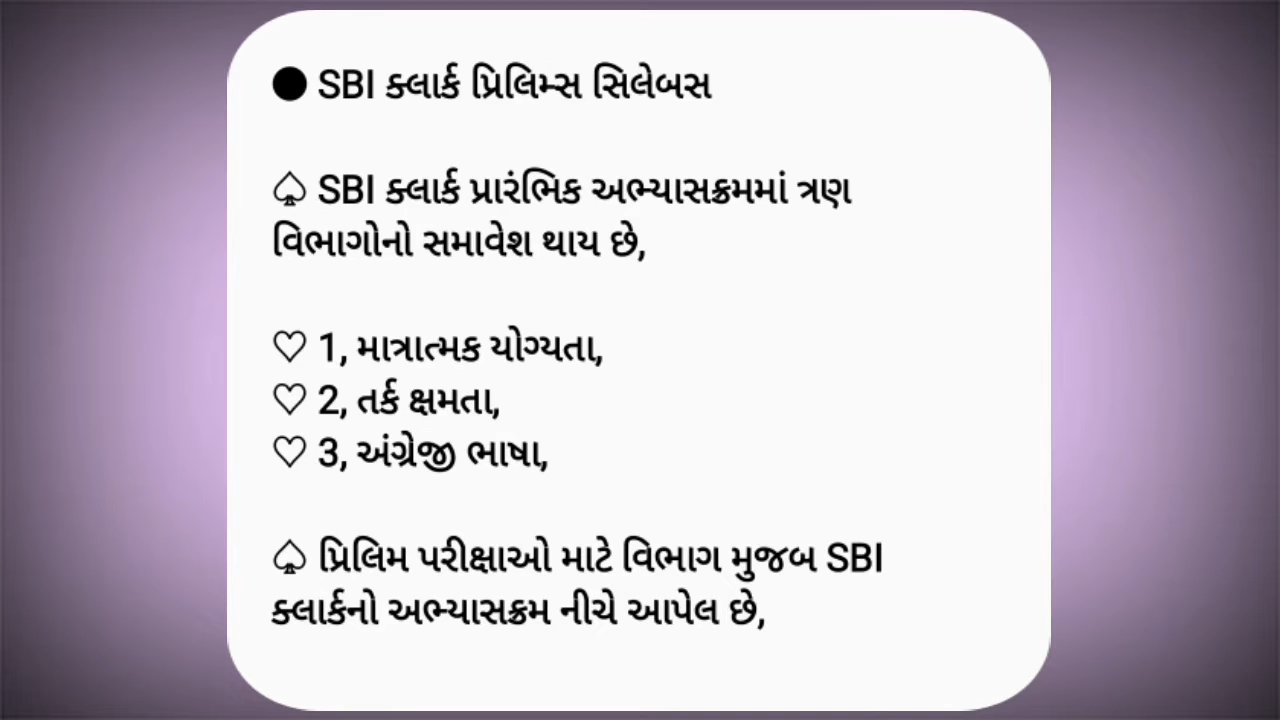 ● SBI ક્લાર્ક પ્રિલિમ્સ સિલેબસ
♤ SBI ક્લાર્ક પ્રારંભિક અભ્યાસક્રમમાં ત્રણ
વિભાગોનો સમાવેશ થાય છે,
♡ 1, માત્રાત્મક યોગ્યતા,
♡ 2, તર્ક ક્ષમતા,
♡ 3, અંગ્રેજી ભાષા,
♤ પ્રિલિમ પરીક્ષાઓ માટે વિભાગ મુજબ SBI
ક્લાર્કનો અભ્યાસક્રમ નીચે આપેલ છે,